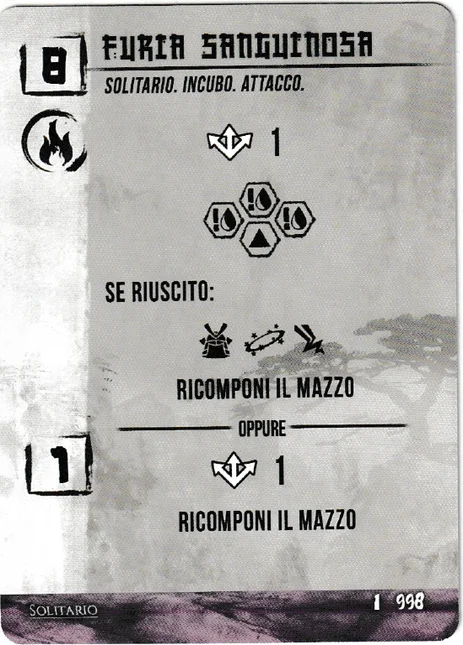 8
FURIA SANGUINOSA
SOLITARIO. INCUBO. ATTACCO.
1
SE RIUSCITO:
RICOMPONI IL MAZZO
OPPURE
1
1
RICOMPONI IL MAZZO
SOLITARIO
1 998